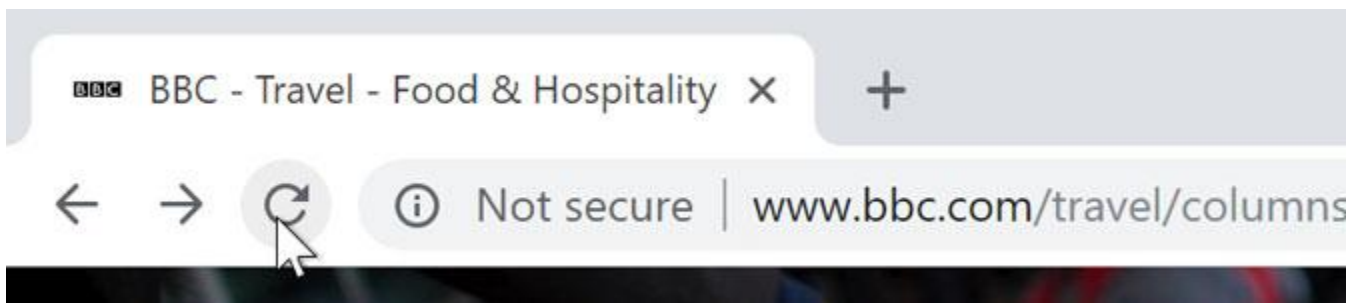 BBC BBC - Travel - Food & Hospitality
Not secure | www.bbc.com/travel/columns